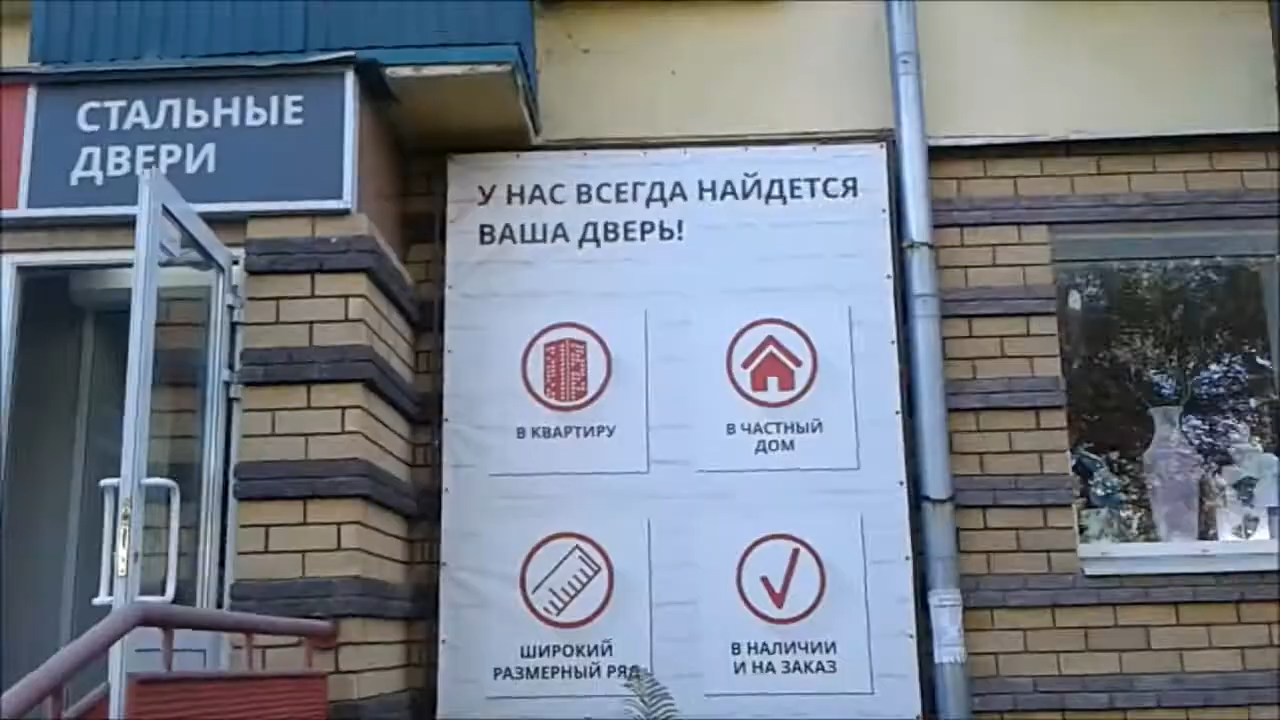 СТАЛЬНЫЕ
ДВЕРИ
У НАС ВСЕГДА НАЙДЕТСЯ
ВАША ДВЕРЬ!
В КВАРТИРУ
В ЧАСТНЫЙ
ДОМ
ШИРОКИЙ
РАЗМЕРНЫЙ РЯД
В НАЛИЧИИ
И НА ЗАКАЗ